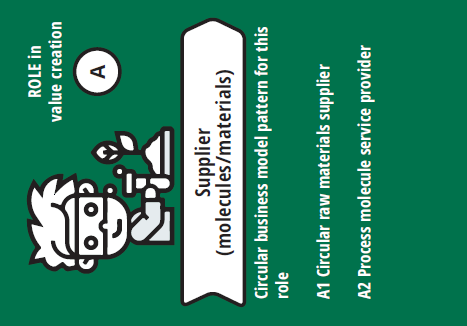 ROLE in
value creation
A
Supplier
(molecules/materials)
Circular business model pattern for this
role
A1 Circular raw materials supplier
A2 Process molecule service provider